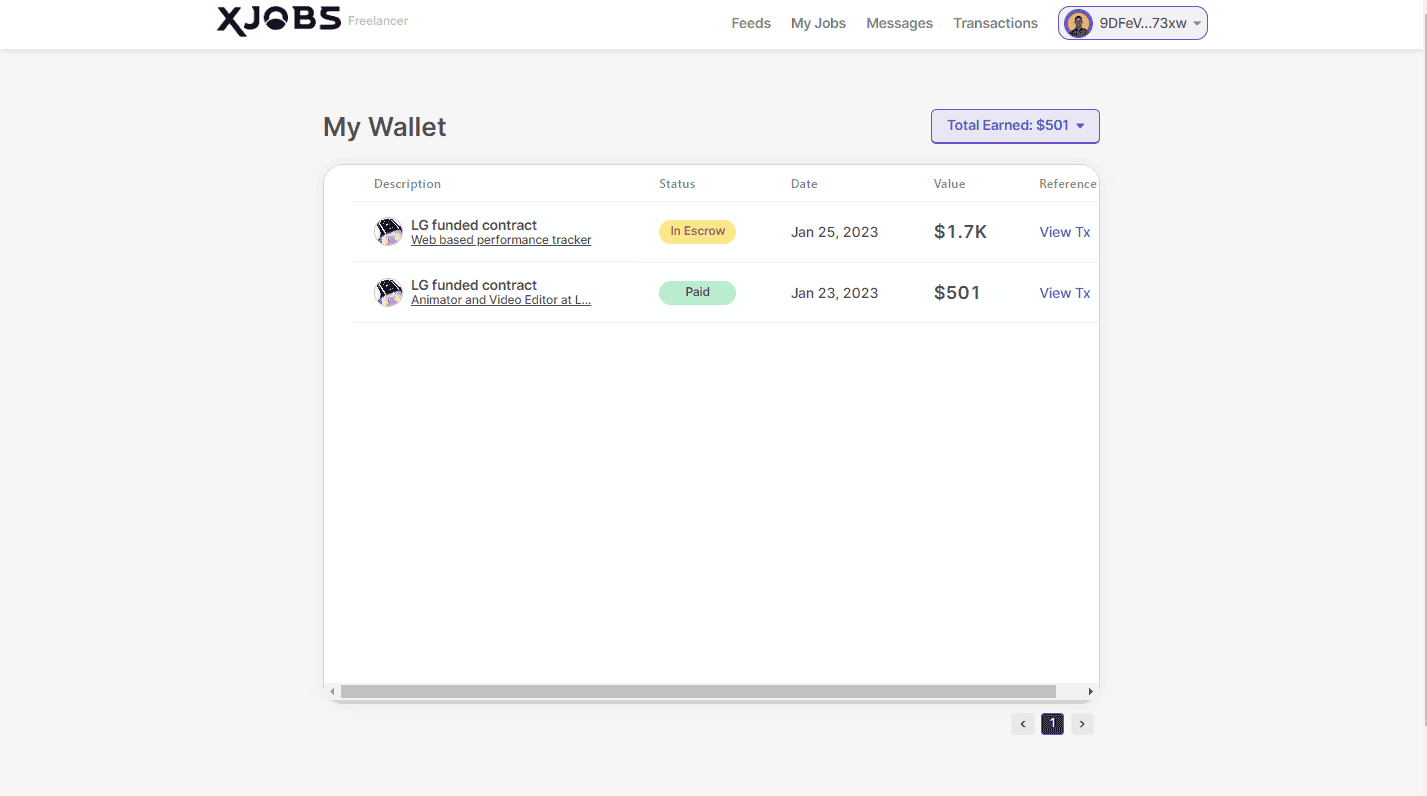 XJOBS Freelancer
Feeds My Jobs Messages Transactions 9DFeV...73xw
My Wallet
Total Earned: $501
Description Status Date Value Reference
LG funded contract
Web based performance tracker
In Escrow Jan 25, 2023 $1.7K View Tx
LG funded contract
Animator and Video Editor at L...
Paid Jan 23, 2023 $501 View Tx
< 1 >